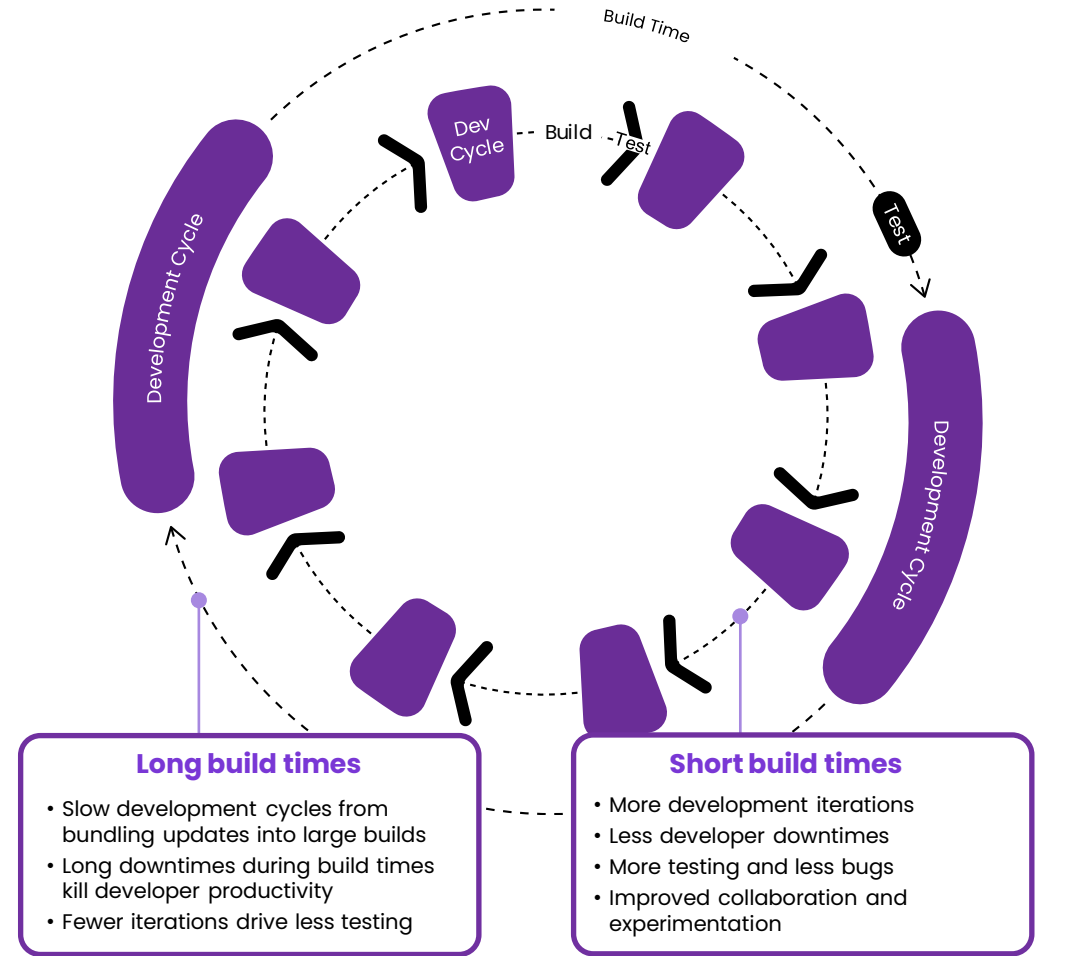 Build Time
Dev
Cycle
Build
Test
Test
Development Cycle
Development Cycle
Long build times
• Slow development cycles from
bundling updates into large builds
• Long downtimes during build times
kill developer productivity
• Fewer iterations drive less testing
Short build times
• More development iterations
• Less developer downtimes
• More testing and less bugs
• Improved collaboration and
experimentation